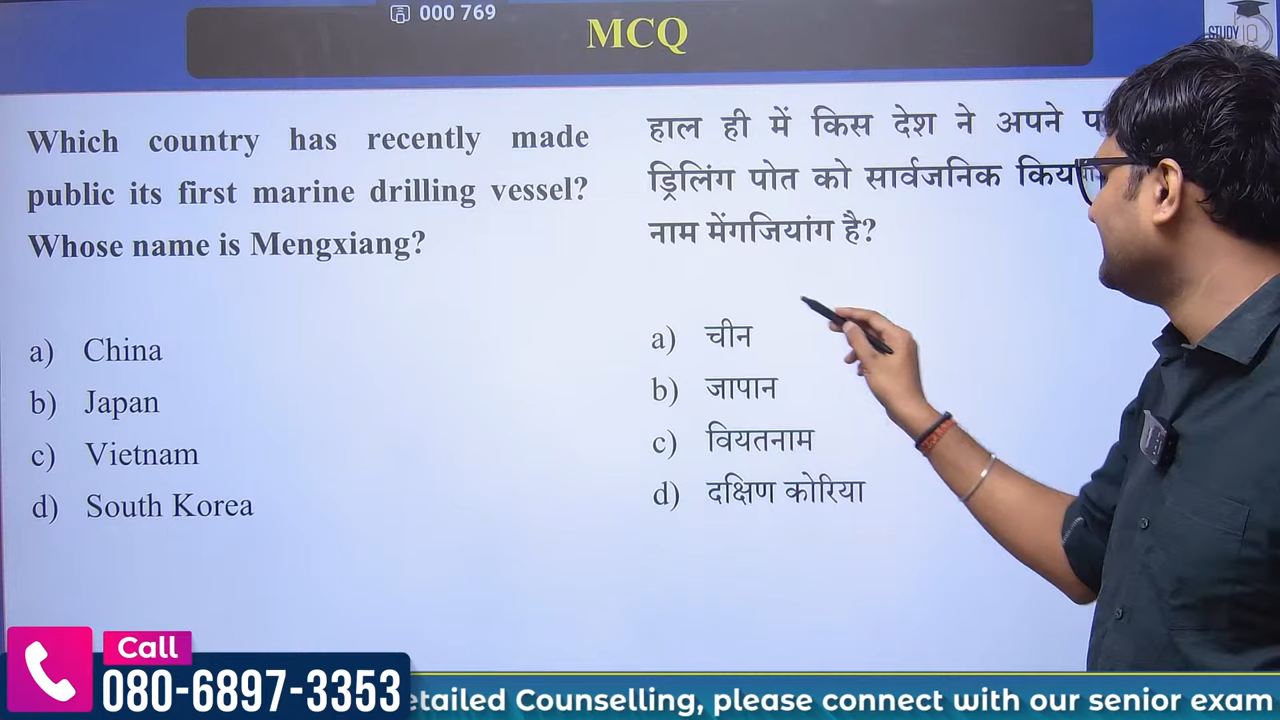 000 769
MCQ
STUDY IQ
Which country has recently made
public its first marine drilling vessel?
Whose name is Mengxiang?
a) China
b) Japan
c) Vietnam
d) South Korea
हाल ही में किस देश ने अपने
ड्रिलिंग पोत को सार्वजनिक
नाम मेंगजियांग है?
a) चीन
b) जापान
c) वियतनाम
d) दक्षिण कोरिया
Call
080-6897-3353
etailed Counselling, please connect with our senior exam